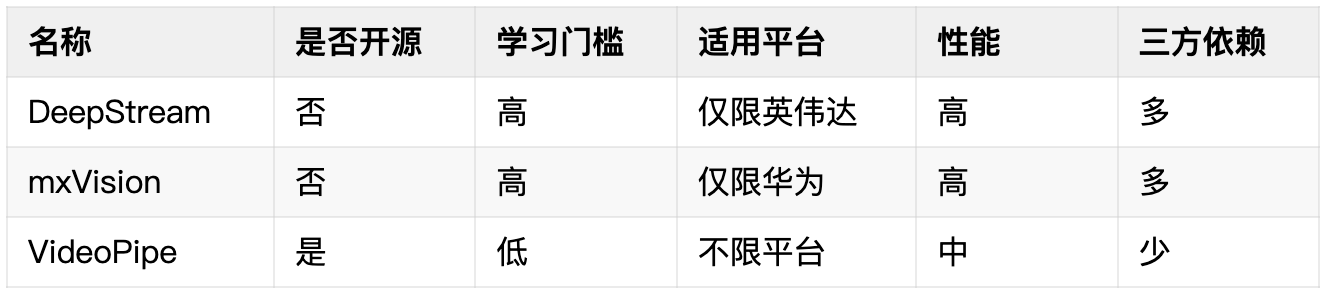 名称 是否开源 学习门槛 适用平台 性能 三方依赖
DeepStream 否 高 仅限英伟达 高 多
mxVision 否 高 仅限华为 高 多
VideoPipe 是 低 不限平台 中 少